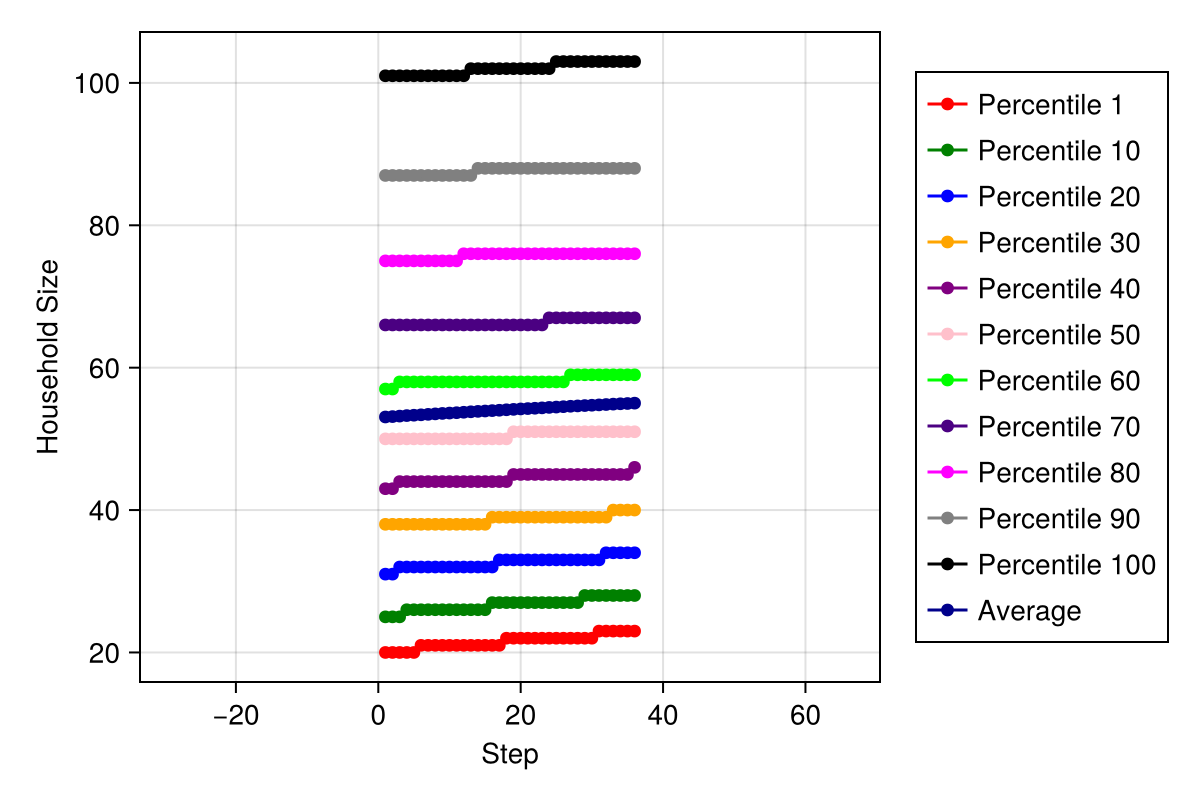 Household Size
100
80
60
40
20
−20
0
20
40
60
Step
Percentile 1
Percentile 10
Percentile 20
Percentile 30
Percentile 40
Percentile 50
Percentile 60
Percentile 70
Percentile 80
Percentile 90
Percentile 100
Average